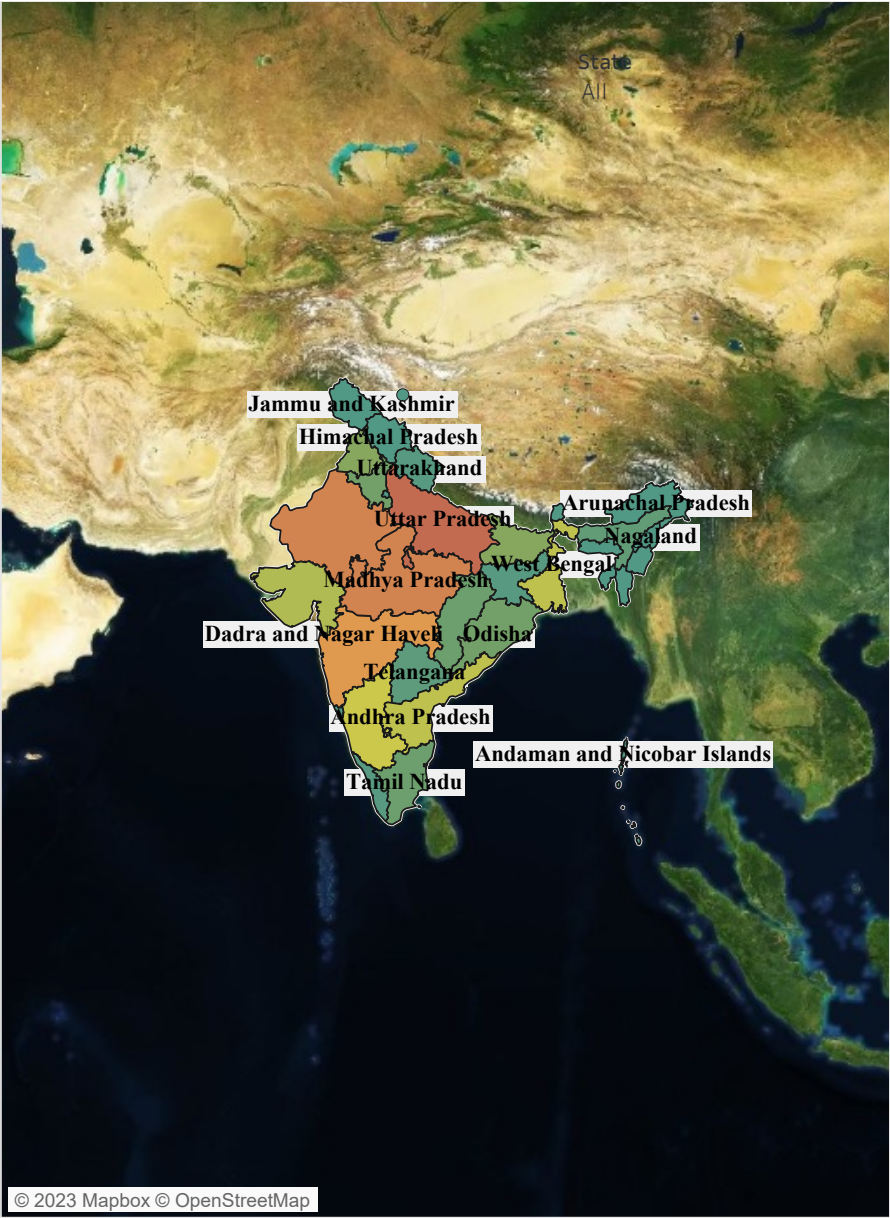 State
All
Jammu and Kashmir
Himachal Pradesh
Uttarakhand
Arunachal Pradesh
Uttar Pradesh
Nagaland
West Bengal
Madhya Pradesh
Dadra and Nagar Haveli
Odisha
Telangana
Andhra Pradesh
Andaman and Nicobar Islands
Tamil Nadu
© 2023 Mapbox © OpenStreetMap